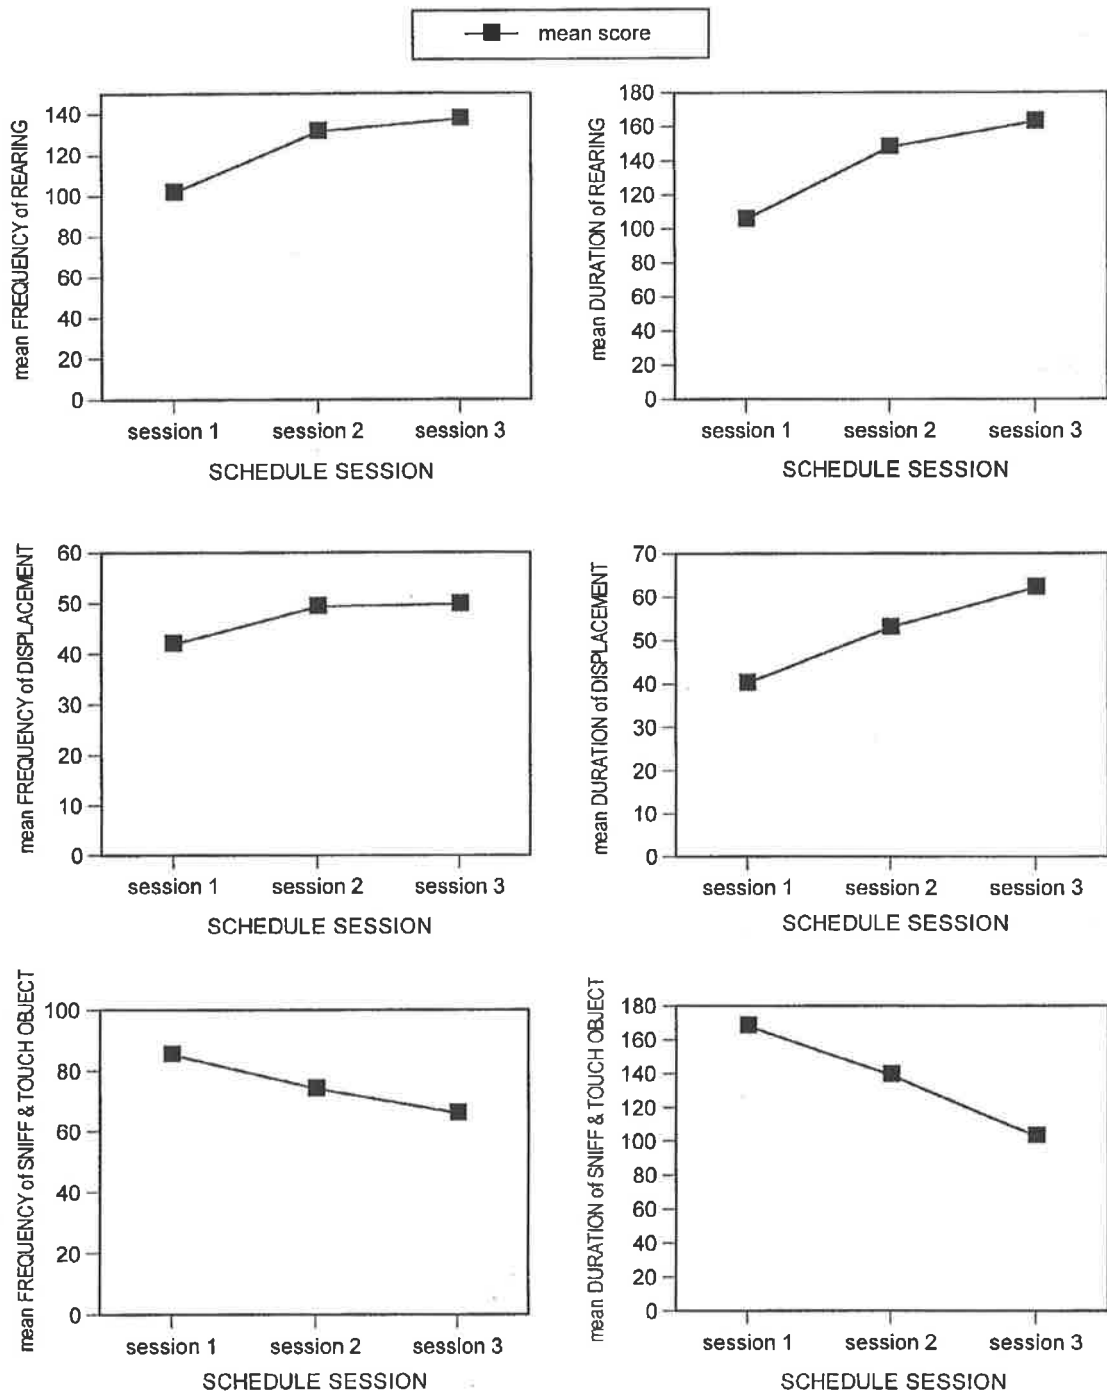 mean score
mean FREQUENCY of REARING
140
120
100
80
60
40
20
0
session 1 session 2 session 3
SCHEDULE SESSION
mean DURATION of REARING
180
160
140
120
100
80
60
40
20
0
session 1 session 2 session 3
SCHEDULE SESSION
mean FREQUENCY of DISPLACEMENT
60
50
40
30
20
10
0
session 1 session 2 session 3
SCHEDULE SESSION
mean DURATION of DISPLACEMENT
70
60
50
40
30
20
10
0
session 1 session 2 session 3
SCHEDULE SESSION
mean FREQUENCY of SNIFF & TOUCH OBJECT
100
80
60
40
20
0
session 1 session 2 session 3
SCHEDULE SESSION
mean DURATION of SNIFF & TOUCH OBJECT
180
160
140
120
100
80
60
40
20
0
session 1 session 2 session 3
SCHEDULE SESSION